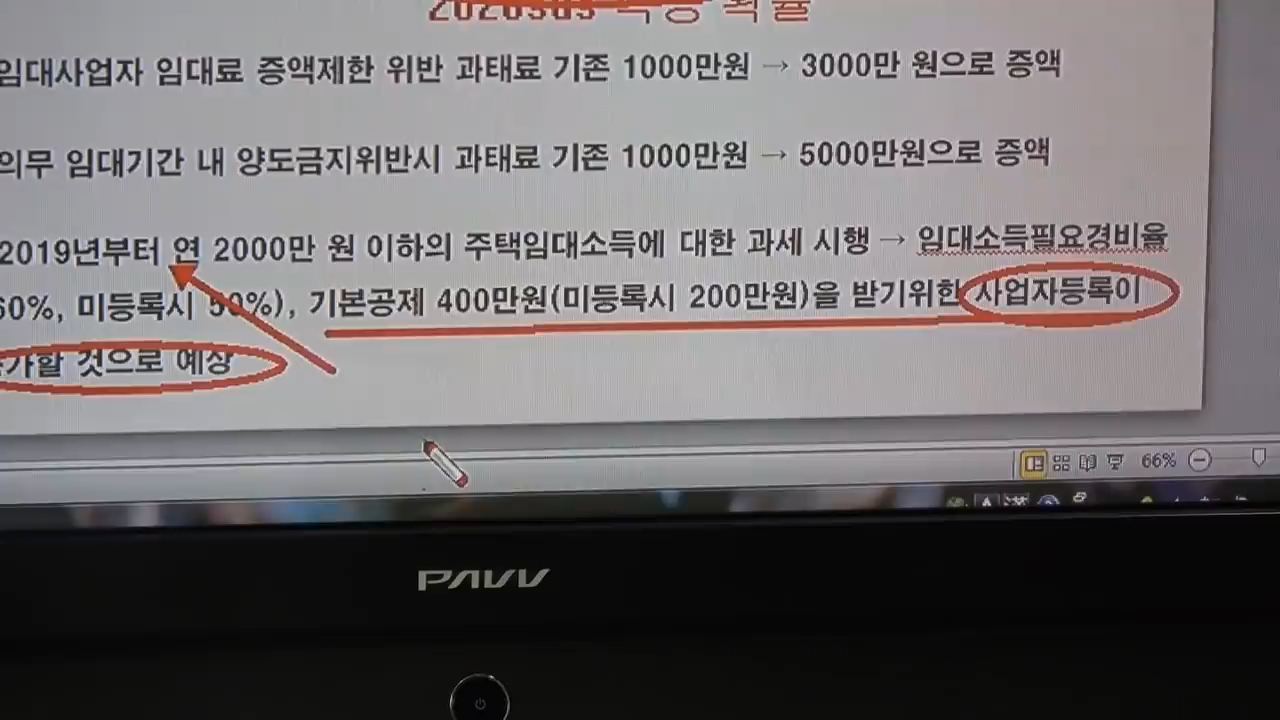 임대사업자 임대료 증액제한 위반 과태료 기존 1000만원 → 3000만 원으로 증액
의무 임대기간 내 양도금지위반시 과태료 기존 1000만원 → 5000만원으로 증액
2019년부터 연 2000만 원 이하의 주택임대소득에 대한 과세 시행 → 임대소득필요경비율
60%, 미등록시 50%), 기본공제 400만원(미등록시 200만원)을 받기위한 사업자등록이
가할 것으로 예상
66%
PAVV